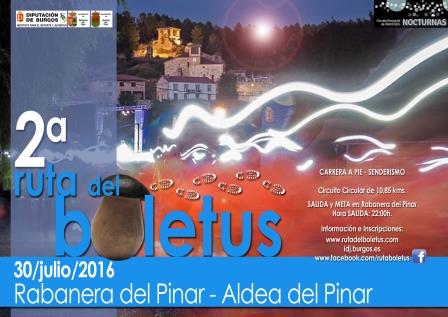 DIPUTACIÓN
DE BURGOS
NOCTURNAS
2ª
ruta del
boletus
CARRERA A PIE - SENDERISMO
Circuito Circular de 10,85 kms.
SALIDA y META en Rabanera del Pinar
Hora SALIDA: 22:00h.
Información e Inscripciones:
www.rutadelboletus.com
idj.burgos.es
www.facebook.com/rutaboletus f
30/julio/2016
Rabanera del Pinar - Aldea del Pinar